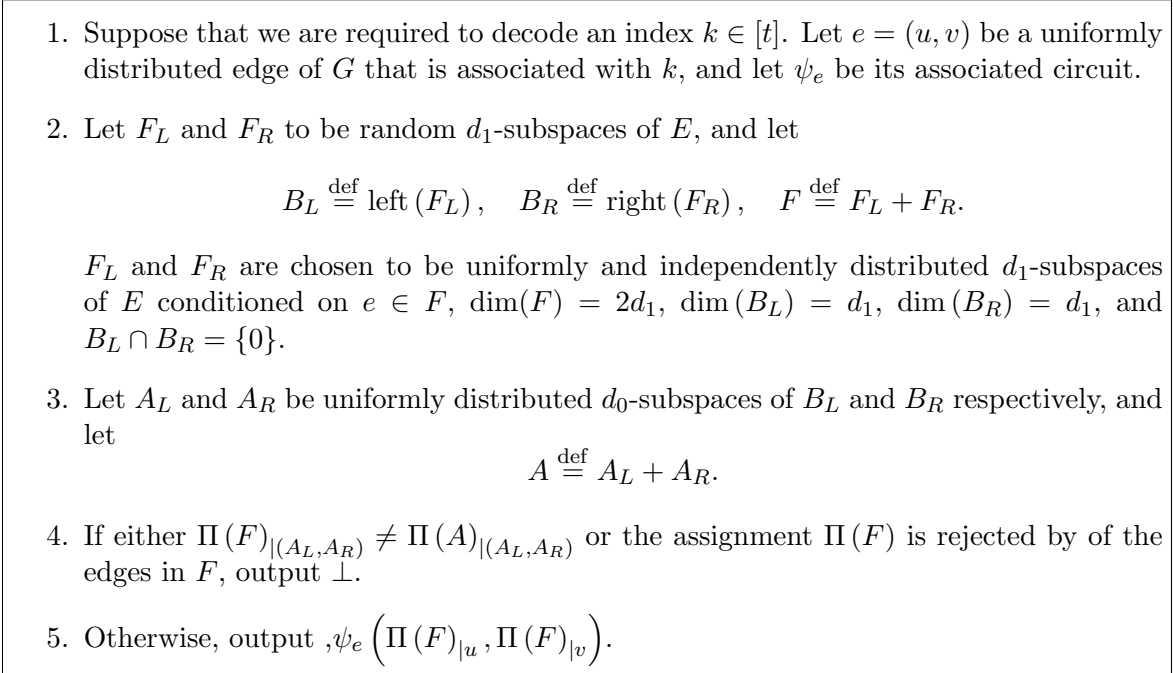 1. Suppose that we are required to decode an index k ∈ [t]. Let e = (u, v) be a uniformly
distributed edge of G that is associated with k, and let ψ_e be its associated circuit.
2. Let F_L and F_R to be random d_1-subspaces of E, and let
B_L def= left (F_L) , B_R def= right (F_R) , F def= F_L + F_R.
F_L and F_R are chosen to be uniformly and independently distributed d_1-subspaces
of E conditioned on e ∈ F, dim(F) = 2d_1, dim (B_L) = d_1, dim (B_R) = d_1, and
B_L ∩ B_R = {0}.
3. Let A_L and A_R be uniformly distributed d_0-subspaces of B_L and B_R respectively, and
let
A def= A_L + A_R.
4. If either Π (F)_{|(A_L,A_R)} ≠ Π (A)_{|(A_L,A_R)} or the assignment Π (F) is rejected by of the
edges in F, output ⊥.
5. Otherwise, output ,ψ_e (Π (F)_{|u} , Π (F)_{|v}).